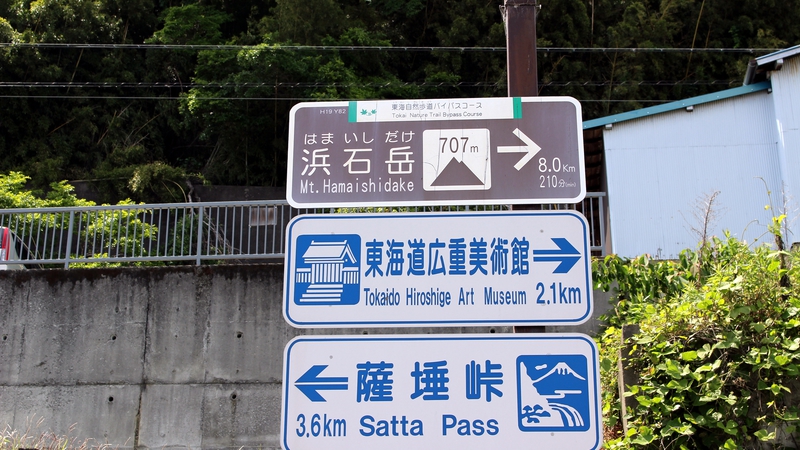 H19 Y82
東海自然歩道バイパスコース
Tokai Nature Trail Bypass Course
はま いし だけ
浜石岳
707m
Mt. Hamaishidake
8.0Km
210分(min)
東海道広重美術館
Tokaido Hiroshige Art Museum 2.1km
薩埵峠
3.6km Satta Pass